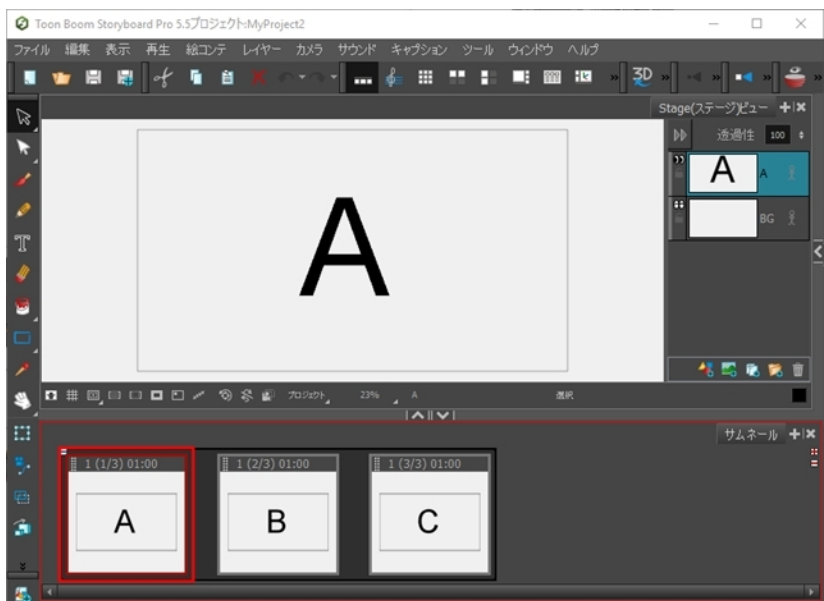 Toon Boom Storyboard Pro 5.5プロジェクト:MyProject2
ファイル 編集 表示 再生 絵コンテ レイヤー カメラ サウンド キャプション ツール ウィンドウ ヘルプ
3D
Stage(ステージ)ビュー
透過性 100
A
A A
BG
プロジェクト 23% A 選択
サムネール
1 (1/3) 01:00 1 (2/3) 01:00 1 (3/3) 01:00
A B C